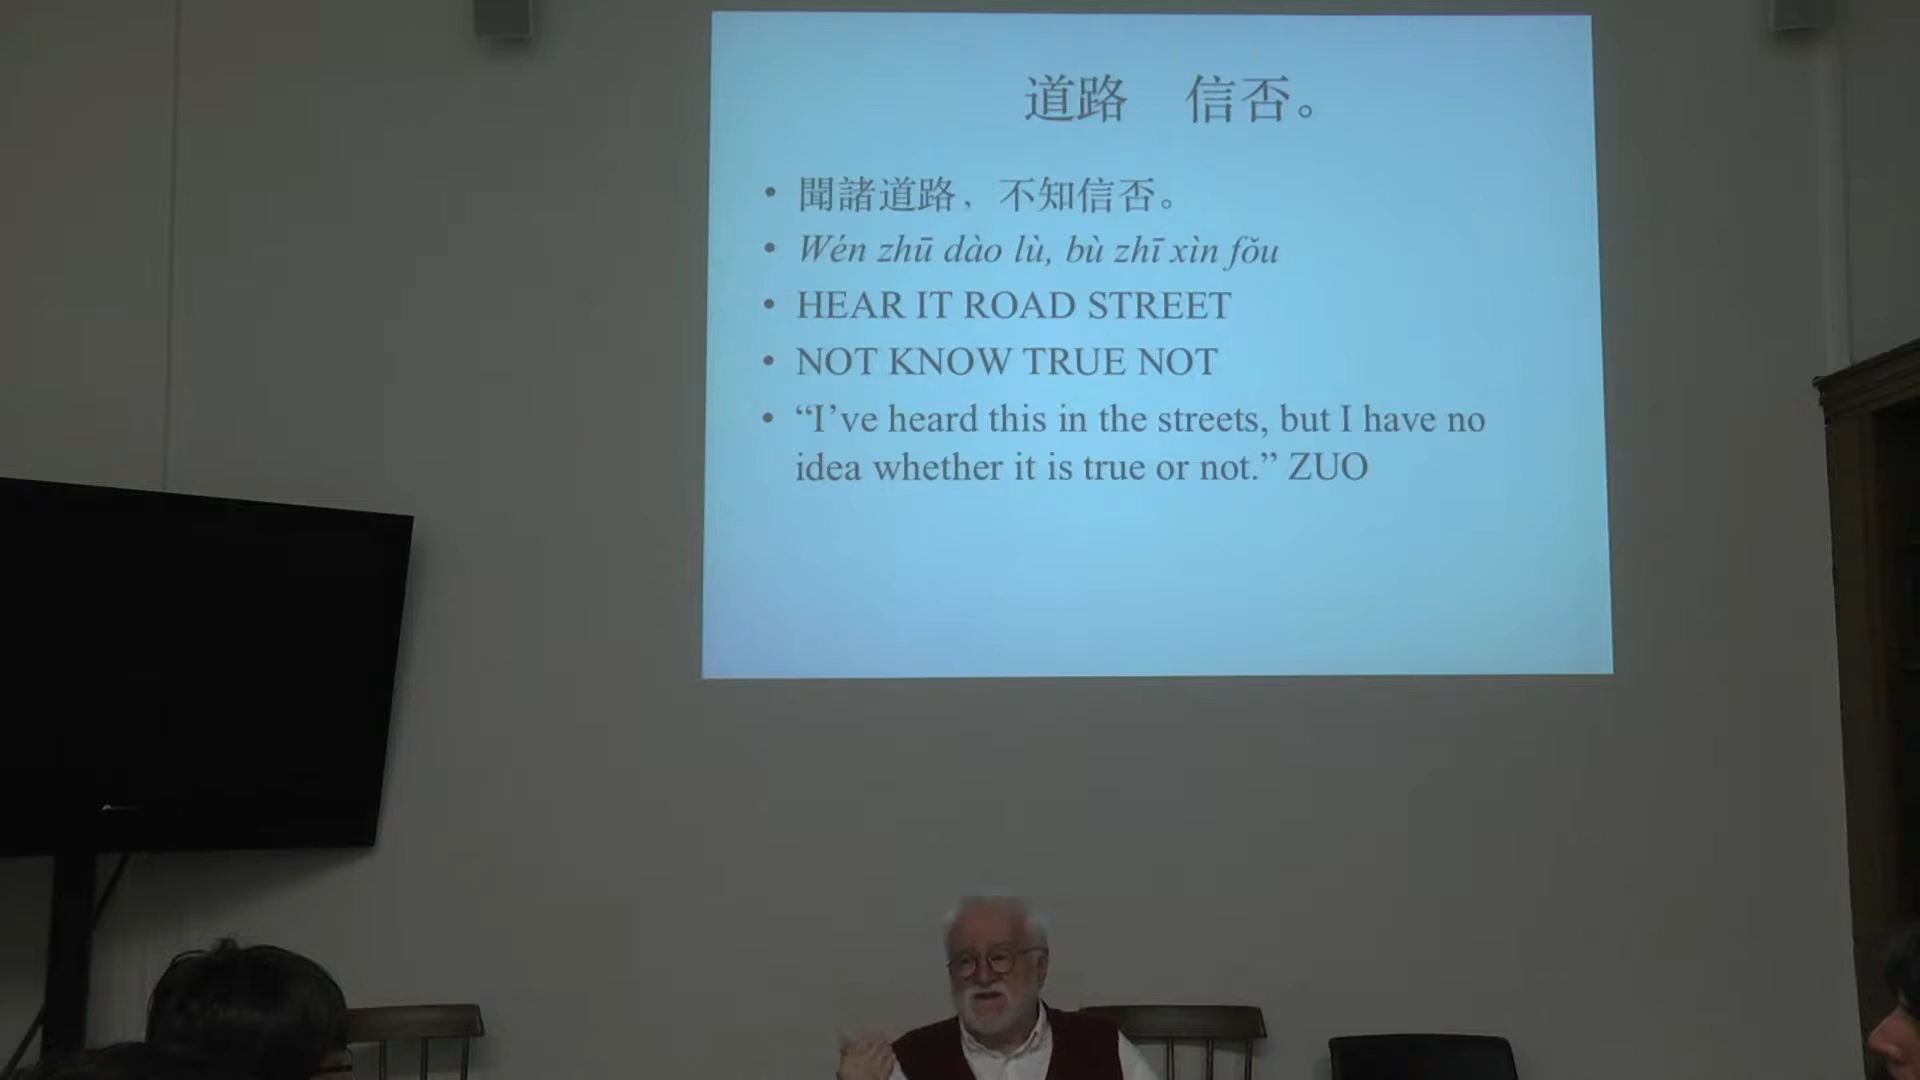 道路　信否。
• 聞諸道路，不知信否。
• Wén zhū dào lù, bù zhī xìn fǒu
• HEAR IT ROAD STREET
• NOT KNOW TRUE NOT
• “I’ve heard this in the streets, but I have no
idea whether it is true or not.” ZUO